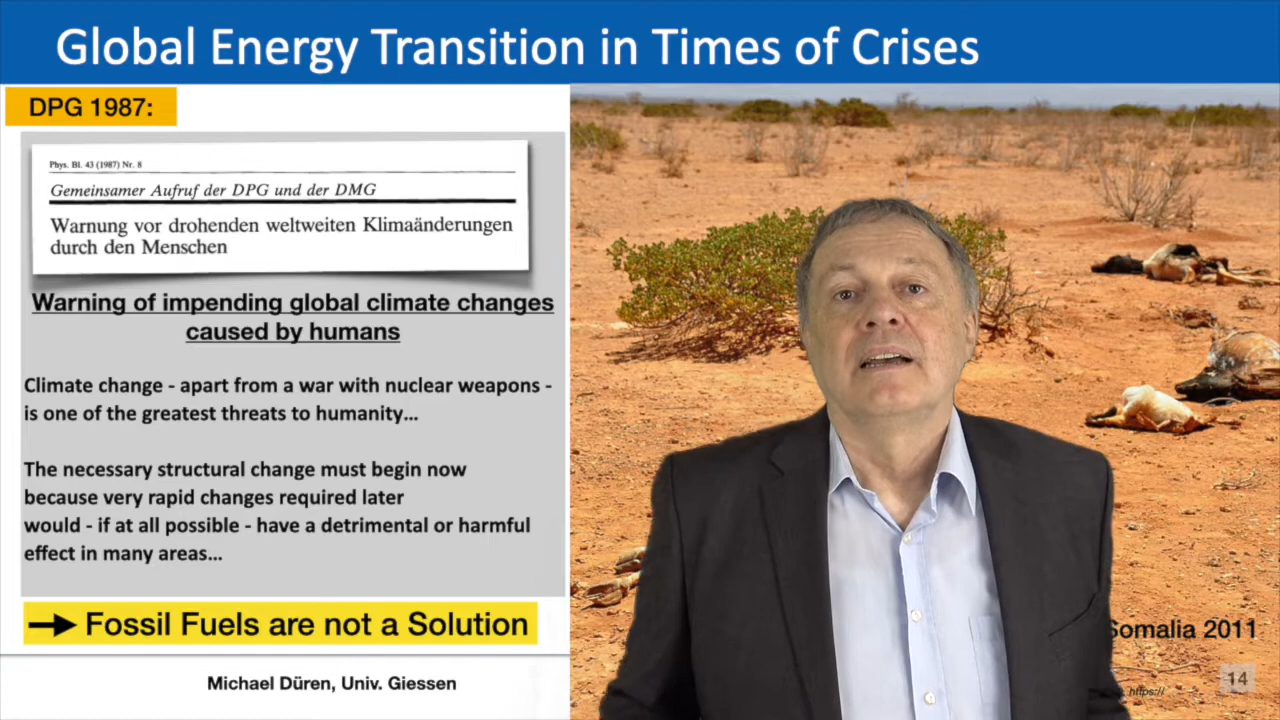 Global Energy Transition in Times of Crises
DPG 1987:
Phys. Bl. 43 (1987) Nr. 8
Gemeinsamer Aufruf der DPG und der DMG
Warnung vor drohenden weltweiten Klimaänderungen
durch den Menschen
Warning of impending global climate changes
caused by humans
Climate change - apart from a war with nuclear weapons -
is one of the greatest threats to humanity...
The necessary structural change must begin now
because very rapid changes required later
would - if at all possible - have a detrimental or harmful
effect in many areas...
Fossil Fuels are not a Solution
Michael Düren, Univ. Giessen
Somalia 2011
https://
14